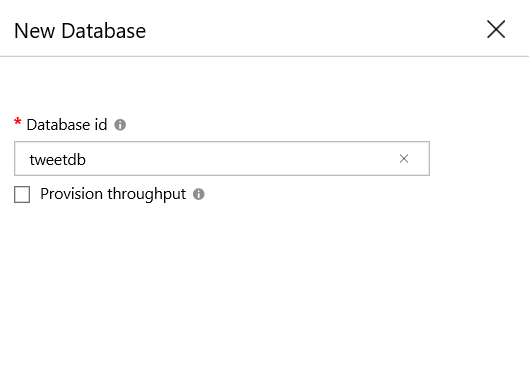 New Database
* Database id
tweetdb
Provision throughput